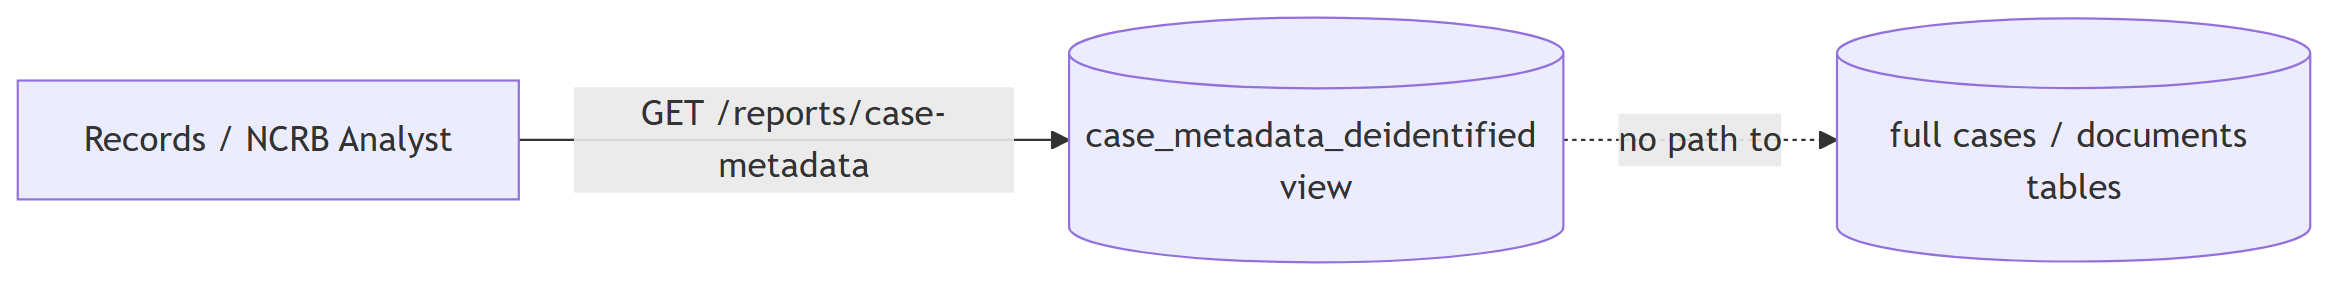 Records / NCRB Analyst
GET /reports/case-
metadata
case_metadata_deidentified
view
no path to
full cases / documents
tables